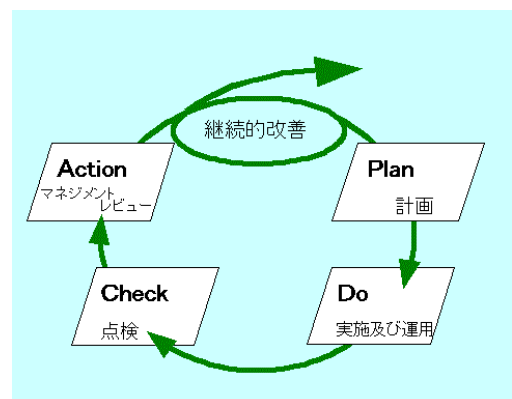 継続的改善
Action
マネジメント
レビュー
Plan
計画
Check
点検
Do
実施及び運用